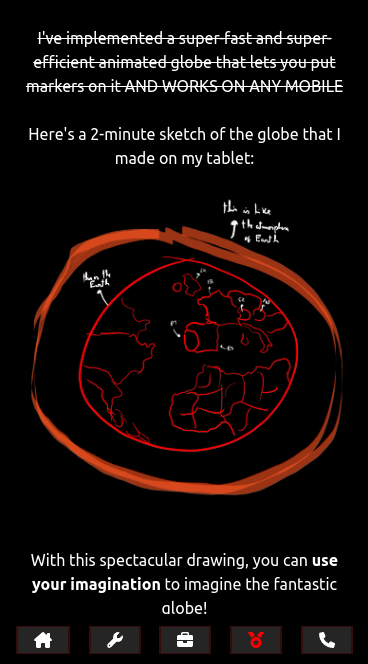 I've implemented a super fast and super-
efficient animated globe that lets you put
markers on it AND WORKS ON ANY MOBILE
Here's a 2-minute sketch of the globe that I
made on my tablet:
this is like
the atmosphere
of Earth
this is the
Earth
With this spectacular drawing, you can use
your imagination to imagine the fantastic
globe!